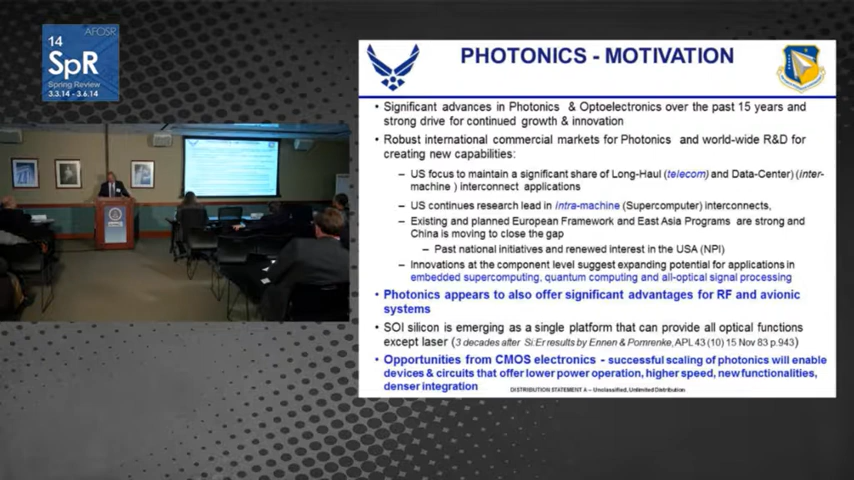 AFOSR
14
SpR
Spring Review
3.3.14 - 3.6.14
PHOTONICS - MOTIVATION
• Significant advances in Photonics & Optoelectronics over the past 15 years and
strong drive for continued growth & innovation
• Robust international commercial markets for Photonics and world-wide R&D for
creating new capabilities:
– US focus to maintain a significant share of Long-Haul (telecom) and Data-Center) (inter-
machine ) interconnect applications
– US continues research lead in intra-machine (Supercomputer) interconnects,
– Existing and planned European Framework and East Asia Programs are strong and
China is moving to close the gap
– Past national initiatives and renewed interest in the USA (NPI)
– Innovations at the component level suggest expanding potential for applications in
embedded supercomputing, quantum computing and all-optical signal processing
• Photonics appears to also offer significant advantages for RF and avionic
systems
• SOI silicon is emerging as a single platform that can provide all optical functions
except laser (3 decades after Si:Er results by Ennen & Pomrenke, APL 43 (10) 15 Nov 83 p.943)
• Opportunities from CMOS electronics - successful scaling of photonics will enable
devices & circuits that offer lower power operation, higher speed, new functionalities,
denser integration
DISTRIBUTION STATEMENT A – Unclassified, Unlimited Distribution